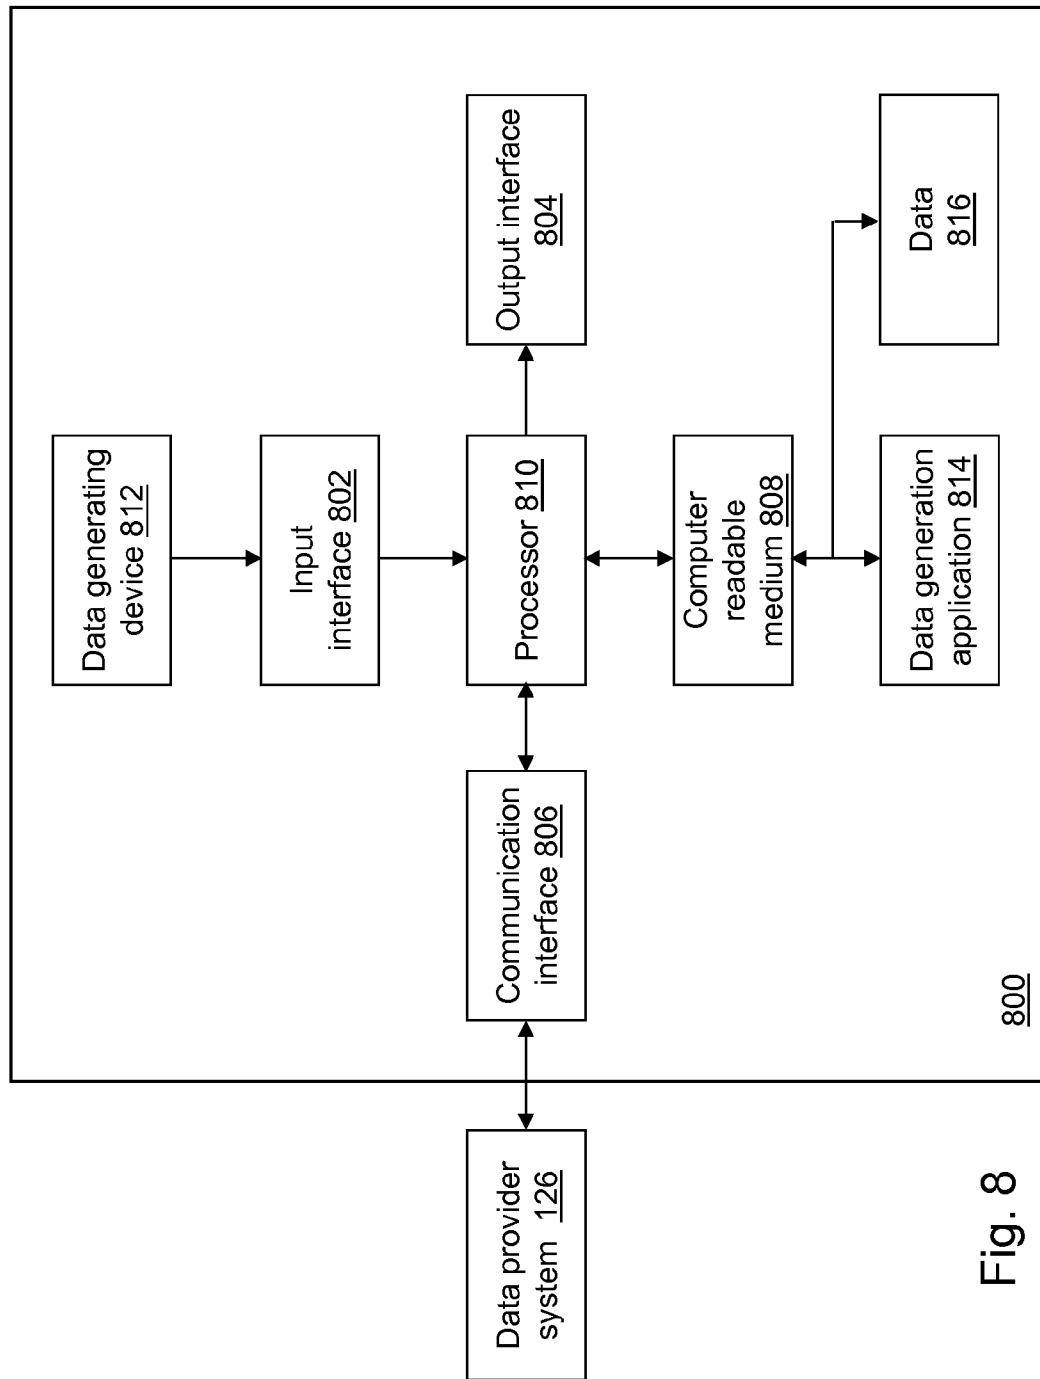 Data generating
device 812
Input
interface 802
Output interface
804
Processor 810
Communication
interface 806
Data provider
system 126
Computer
readable
medium 808
Data generation
application 814
Data
816
800
Fig. 8